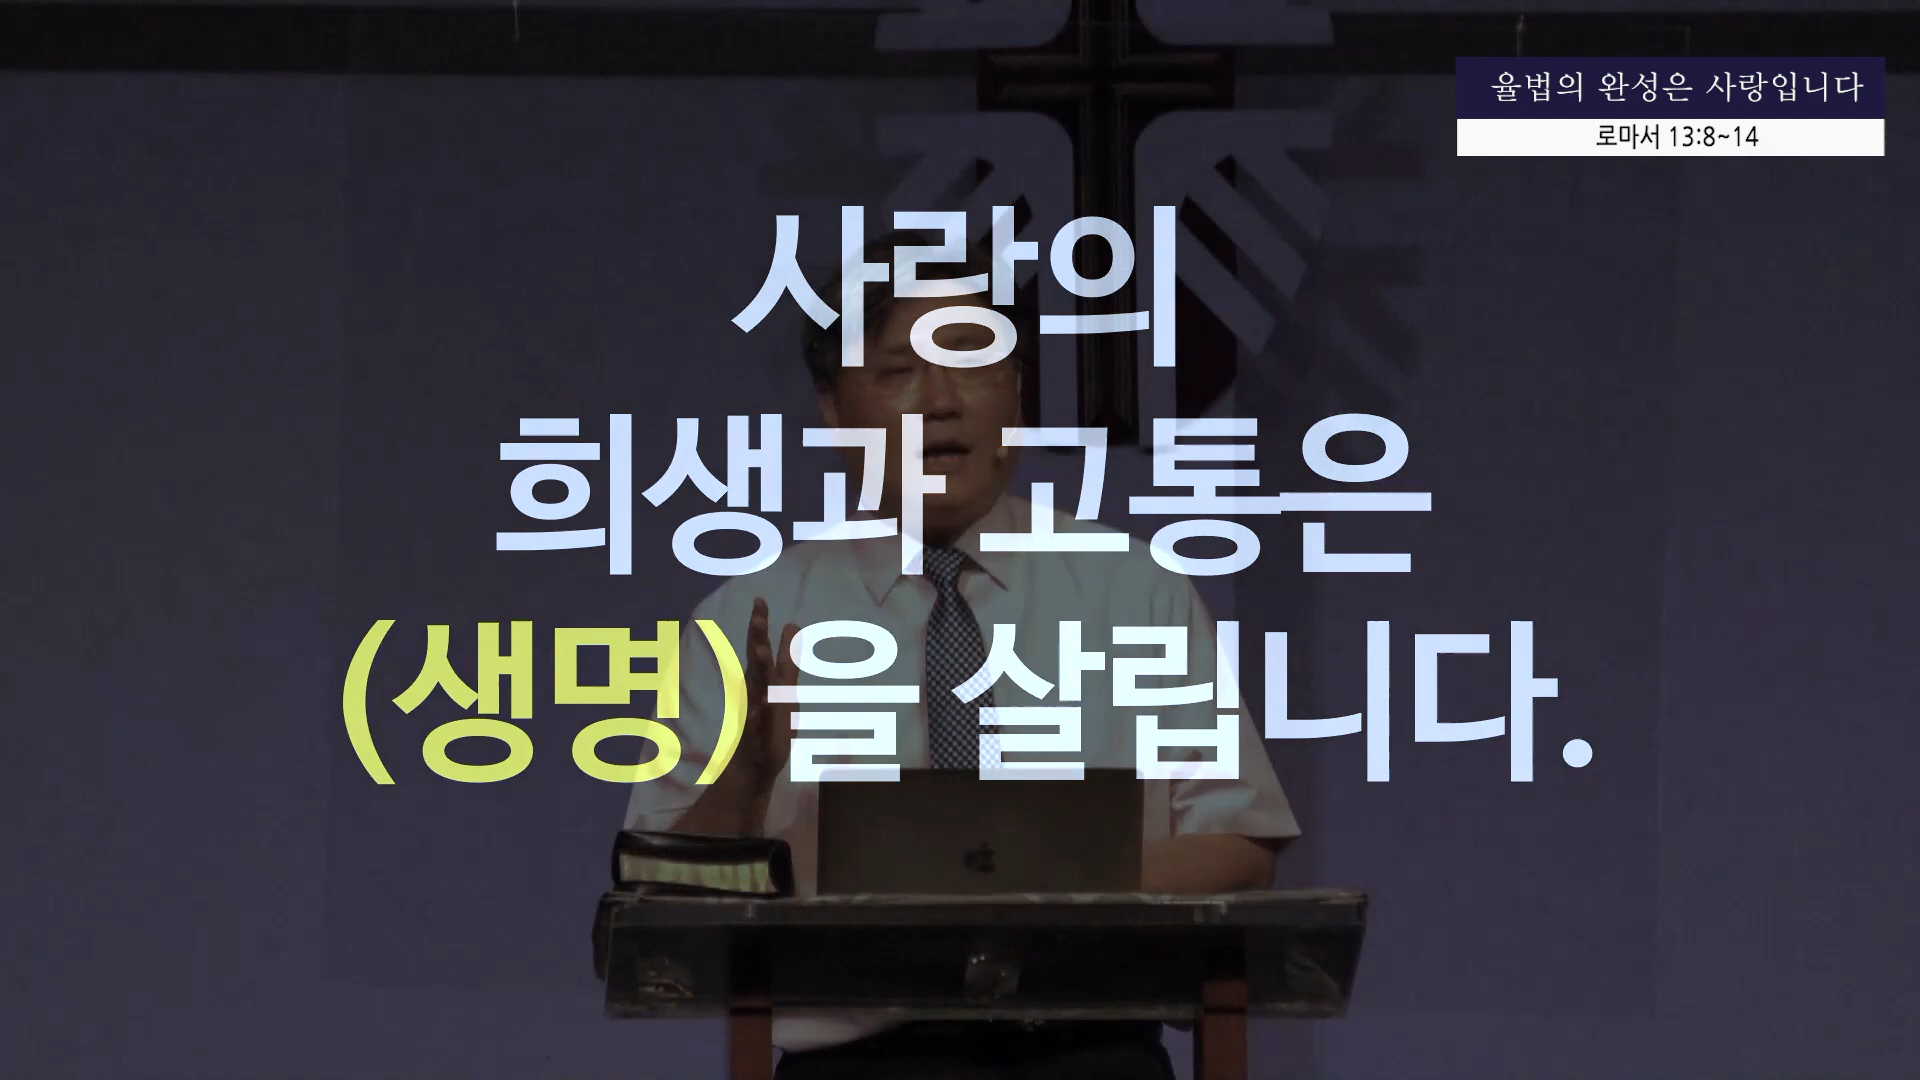 율법의 완성은 사랑입니다
로마서 13:8~14
사랑의
희생과 고통은
(생명)을 살립니다.